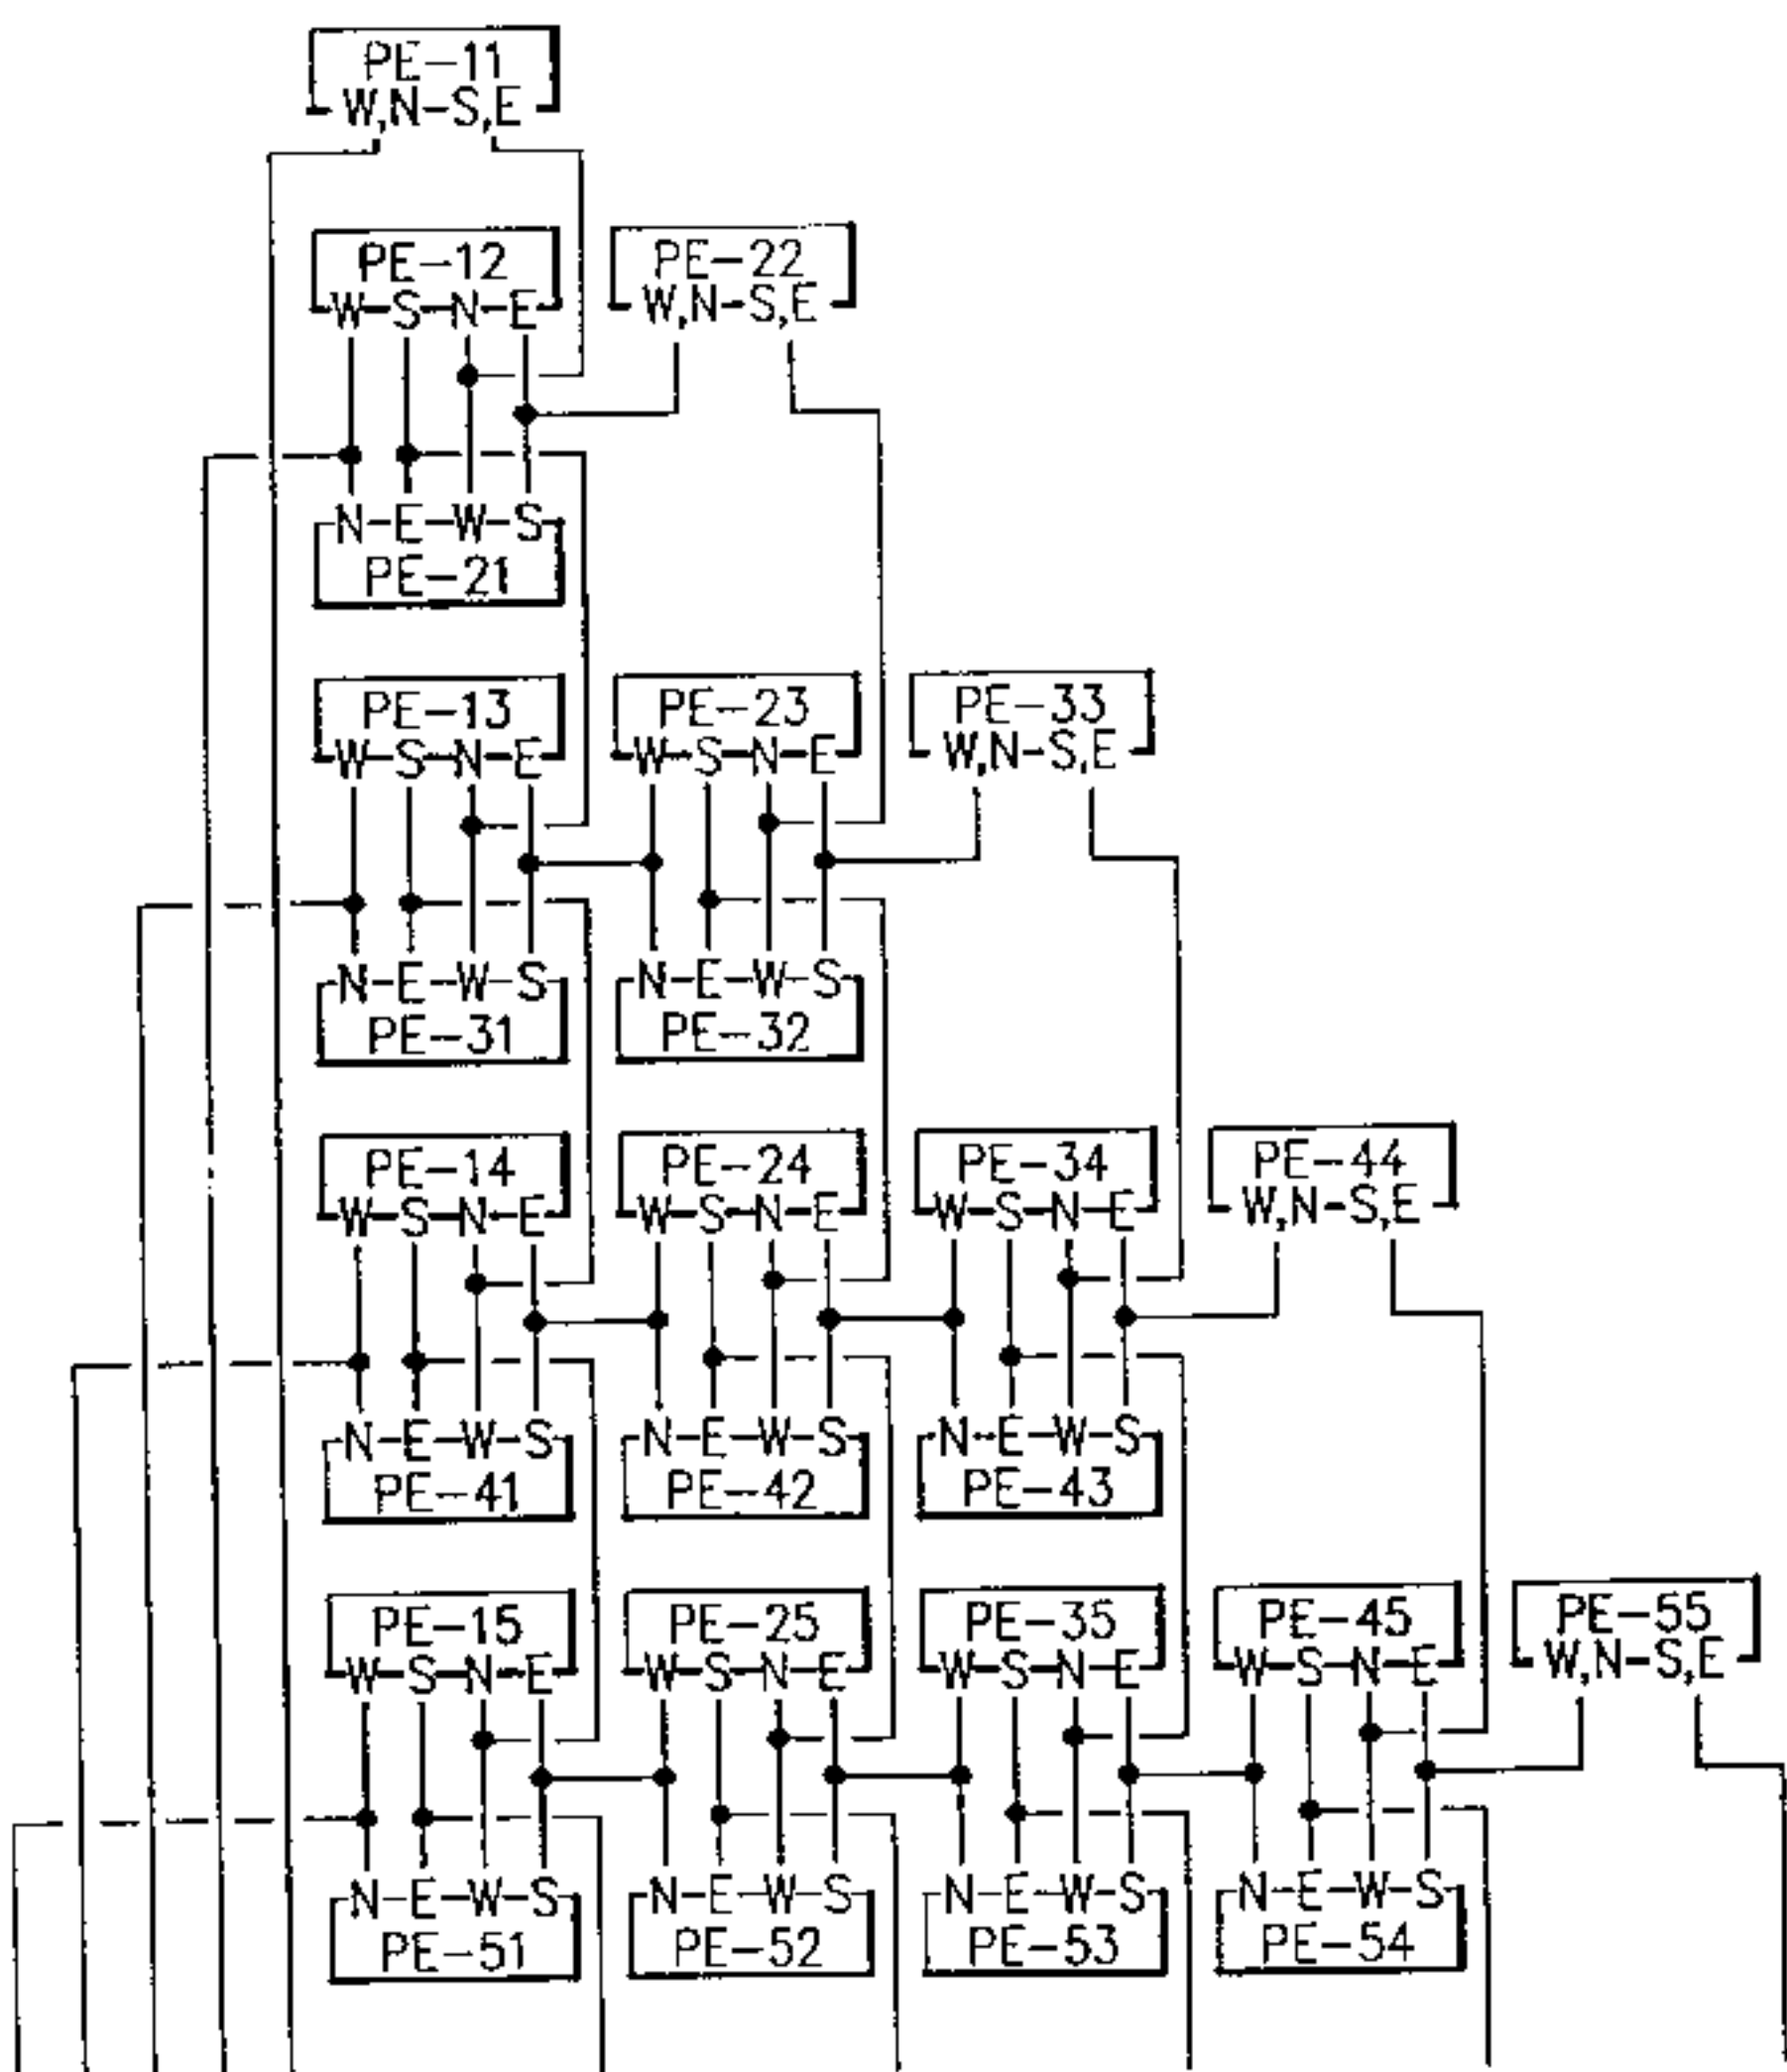 PE-11
W,N-S,E
PE-12 PE-22
W-S-N-E W,N-S,E
N-E-W-S
PE-21
PE-13 PE-23 PE-33
W-S-N-E W-S-N-E W,N-S,E
N-E-W-S N-E-W-S
PE-31 PE-32
PE-14 PE-24 PE-34 PE-44
W-S-N-E W-S-N-E W-S-N-E W,N-S,E
N-E-W-S N-E-W-S N-E-W-S
PE-41 PE-42 PE-43
PE-15 PE-25 PE-35 PE-45 PE-55
W-S-N-E W-S-N-E W-S-N-E W-S-N-E W,N-S,E
N-E-W-S N-E-W-S N-E-W-S N-E-W-S
PE-51 PE-52 PE-53 PE-54